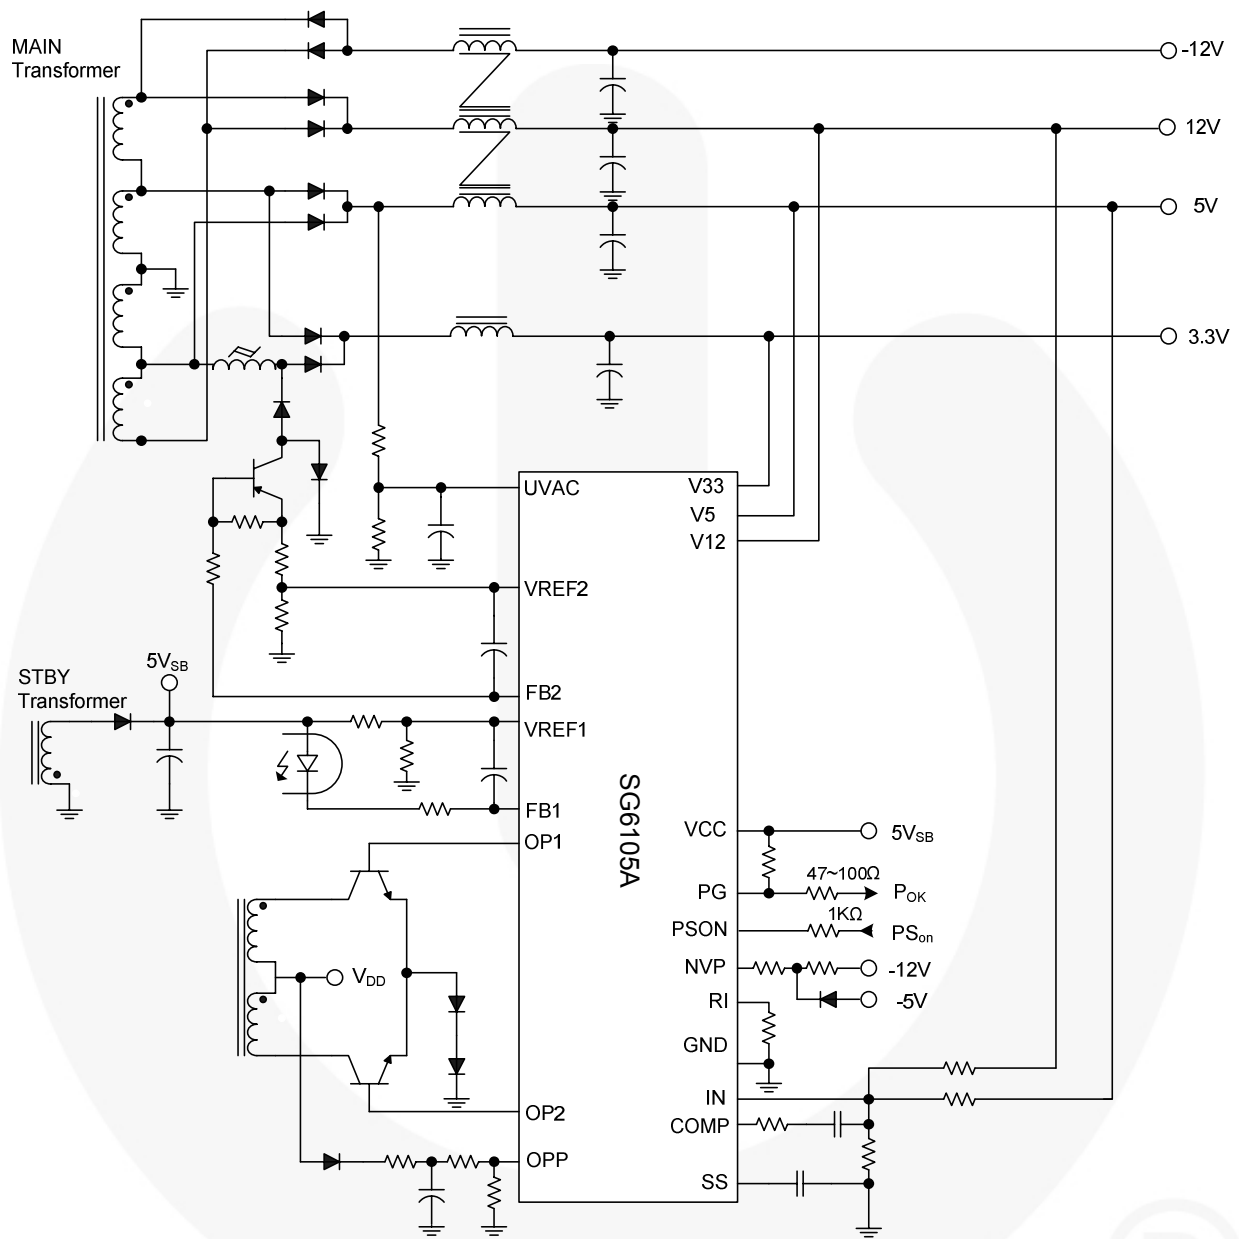 MAIN
Transformer
-12V
12V
5V
3.3V
UVAC
V33
V5
V12
VREF2
STBY
Transformer
5VSB
FB2
VREF1
FB1
OP1
SG6105A
VCC
5VSB
PG
47~100Ω
POK
PSON
1KΩ
PSon
NVP
-12V
VDD
RI
-5V
GND
IN
OP2
COMP
OPP
SS